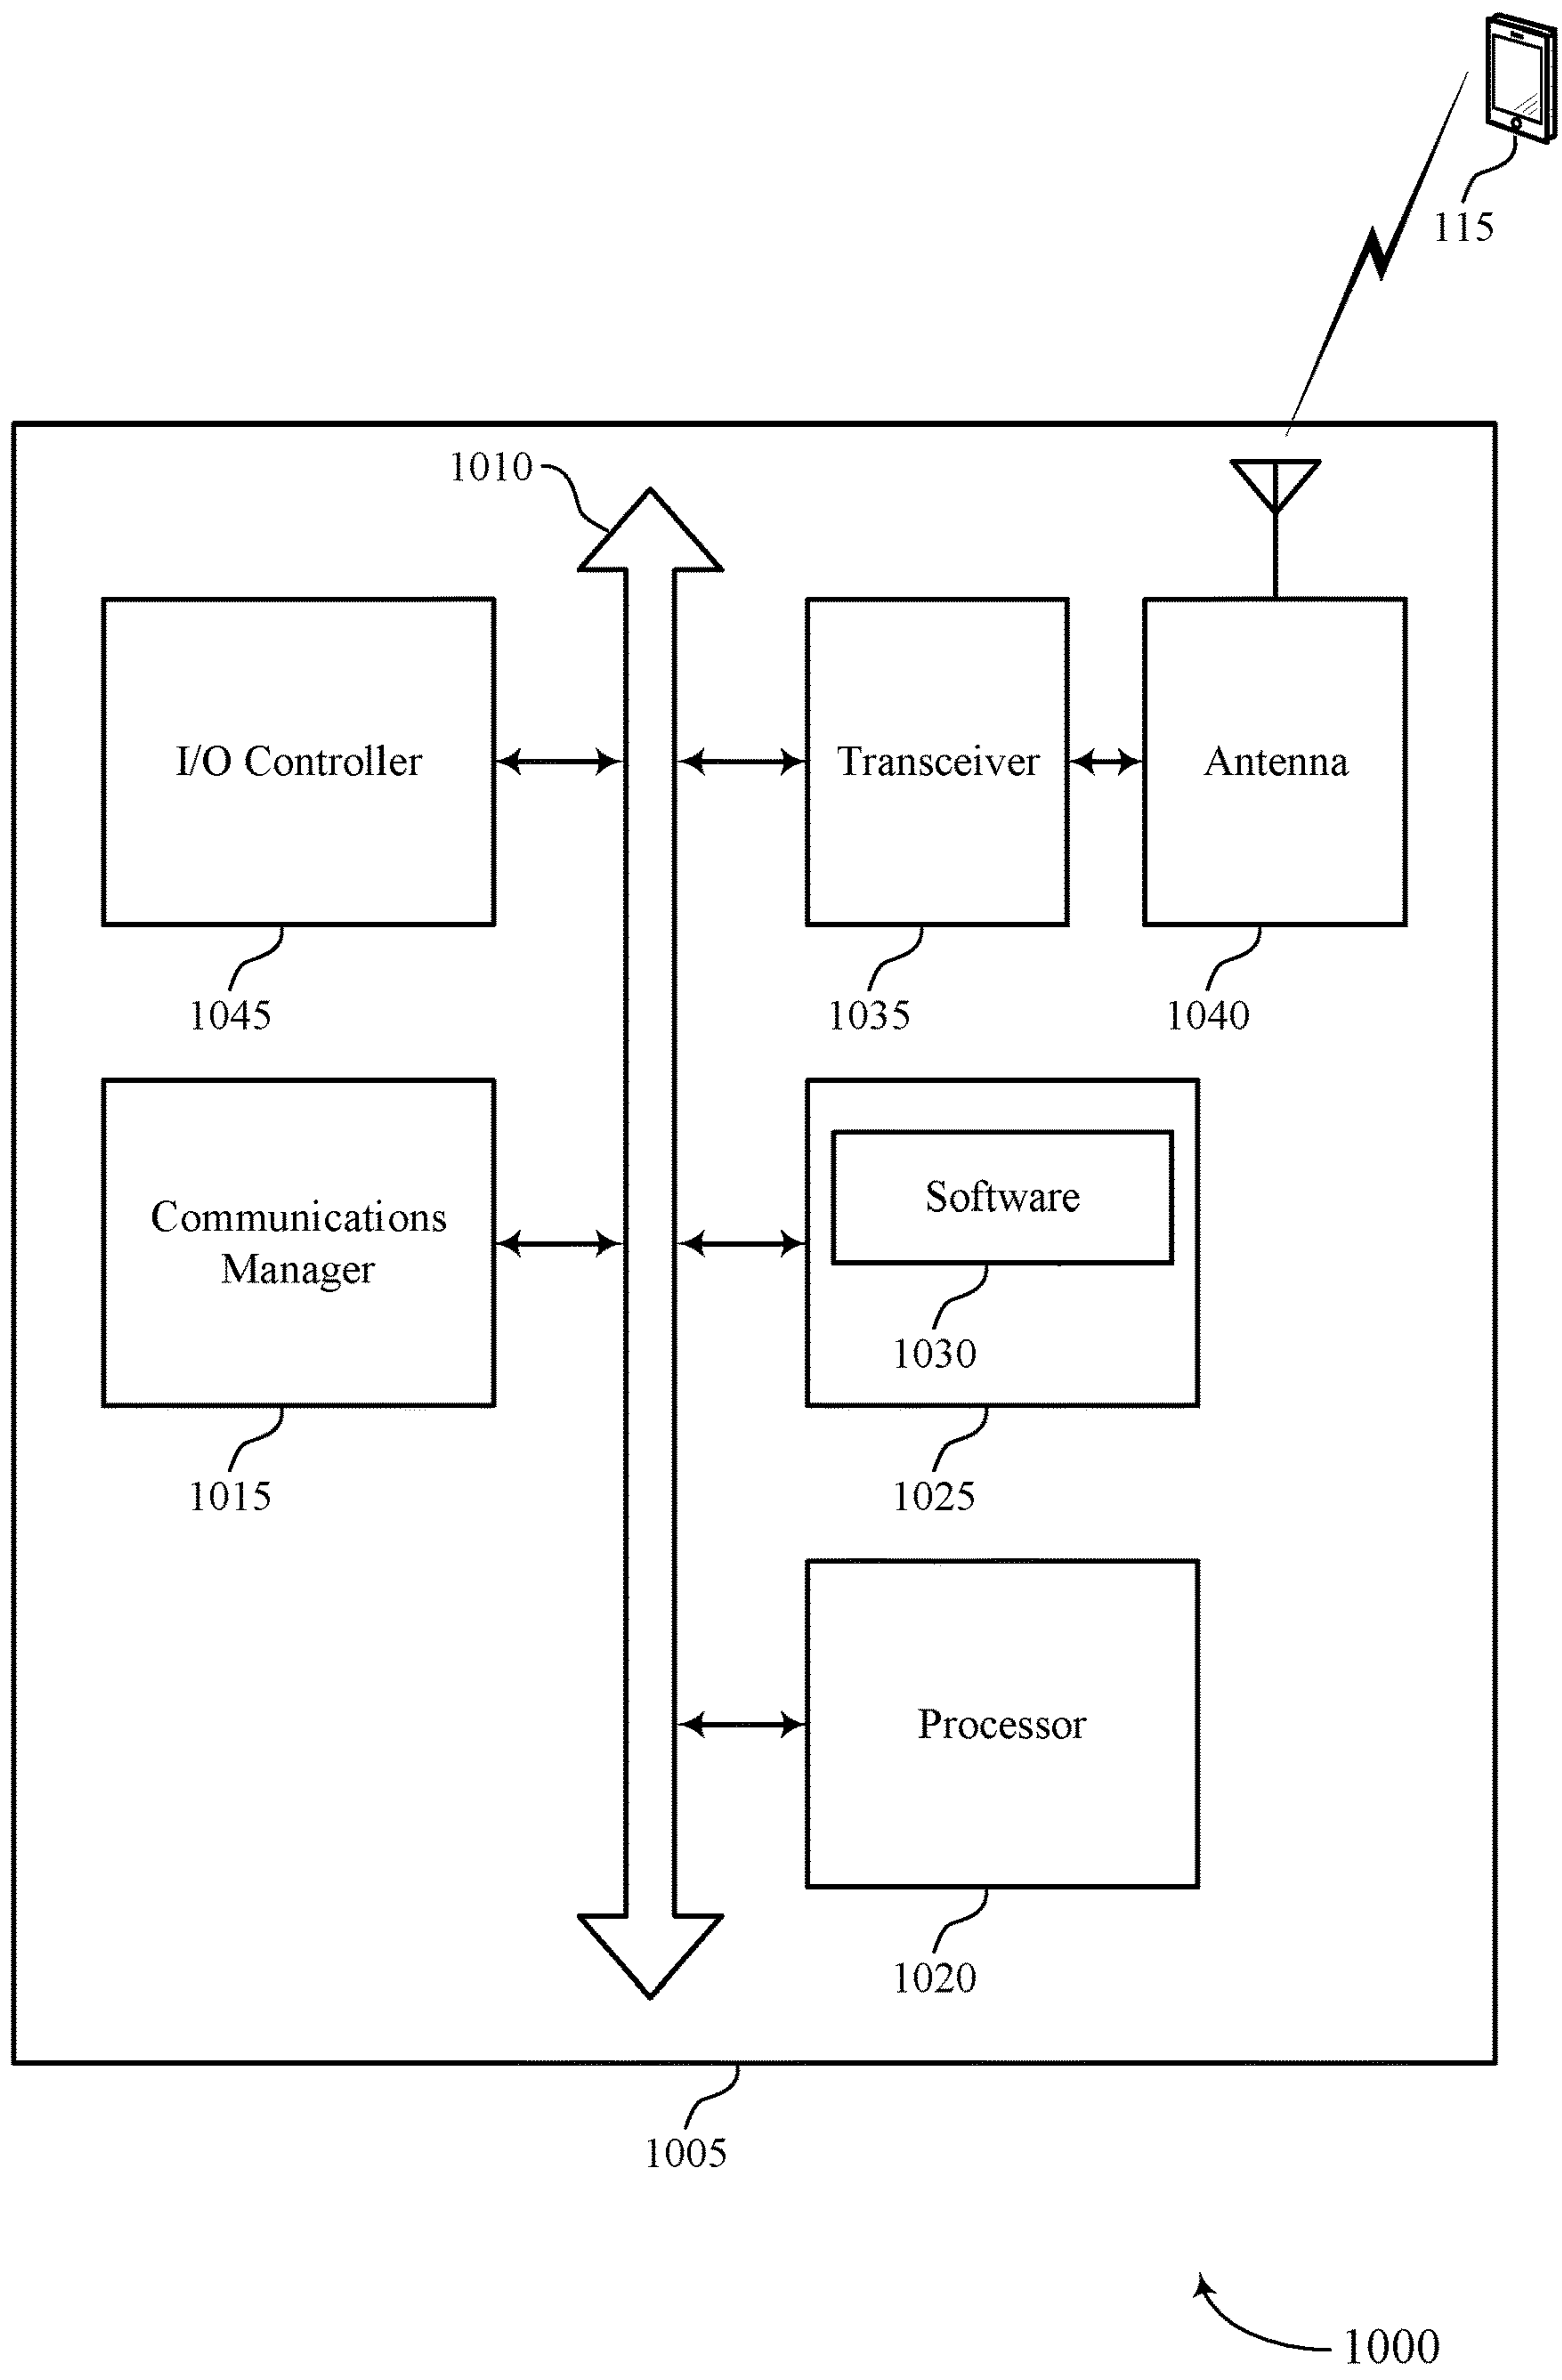 115
1010
I/O Controller
Transceiver
Antenna
1045
1035
1040
Communications
Manager
Software
1030
1015
1025
Processor
1020
1005
1000